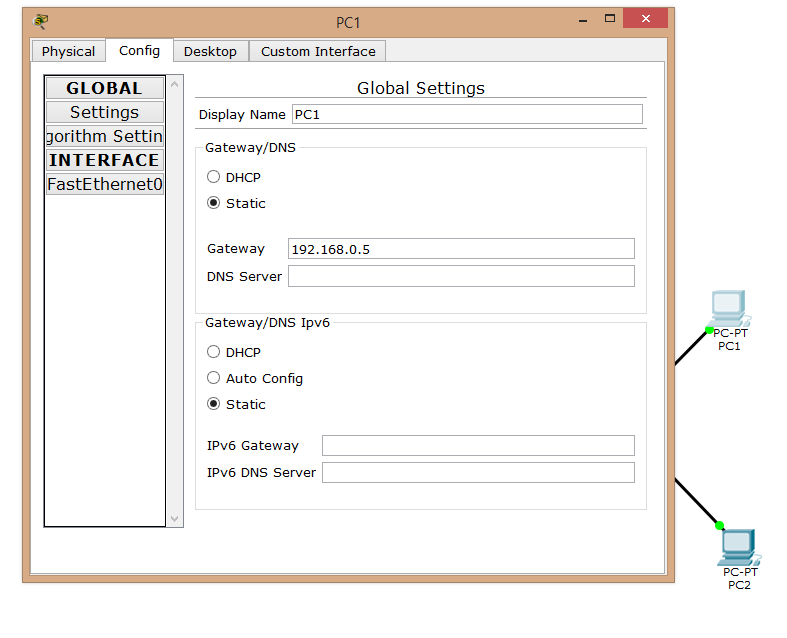 PC1
Physical
Config
Desktop
Custom Interface
GLOBAL
Settings
gorithm Settin
INTERFACE
FastEthernet0
Global Settings
Display Name PC1
Gateway/DNS
DHCP
Static
Gateway 192.168.0.5
DNS Server
Gateway/DNS Ipv6
DHCP
Auto Config
Static
IPv6 Gateway
IPv6 DNS Server
PC-PT
PC1
PC-PT
PC2